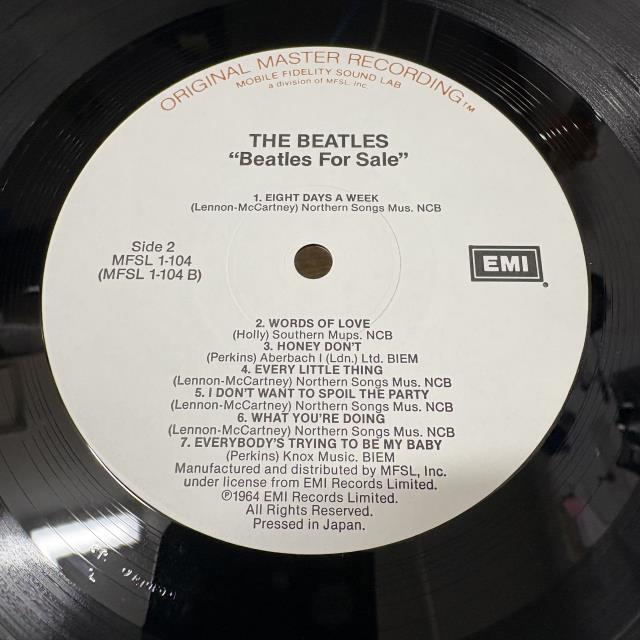 ORIGINAL MASTER RECORDING™
MOBILE FIDELITY SOUND LAB
a division of MFSL, Inc.
THE BEATLES
“Beatles For Sale”
1. EIGHT DAYS A WEEK
(Lennon-McCartney) Northern Songs Mus. NCB
Side 2
MFSL 1-104
(MFSL 1-104 B)
EMI
2. WORDS OF LOVE
(Holly) Southern Mups. NCB
3. HONEY DON'T
(Perkins) Aberbach I (Ldn.) Ltd. BIEM
4. EVERY LITTLE THING
(Lennon-McCartney) Northern Songs Mus. NCB
5. I DON'T WANT TO SPOIL THE PARTY
(Lennon-McCartney) Northern Songs Mus. NCB
6. WHAT YOU'RE DOING
(Lennon-McCartney) Northern Songs Mus. NCB
7. EVERYBODY'S TRYING TO BE MY BABY
(Perkins) Knox Music. BIEM
Manufactured and distributed by MFSL, Inc.
under license from EMI Records Limited.
℗1964 EMI Records Limited.
All Rights Reserved.
Pressed in Japan.